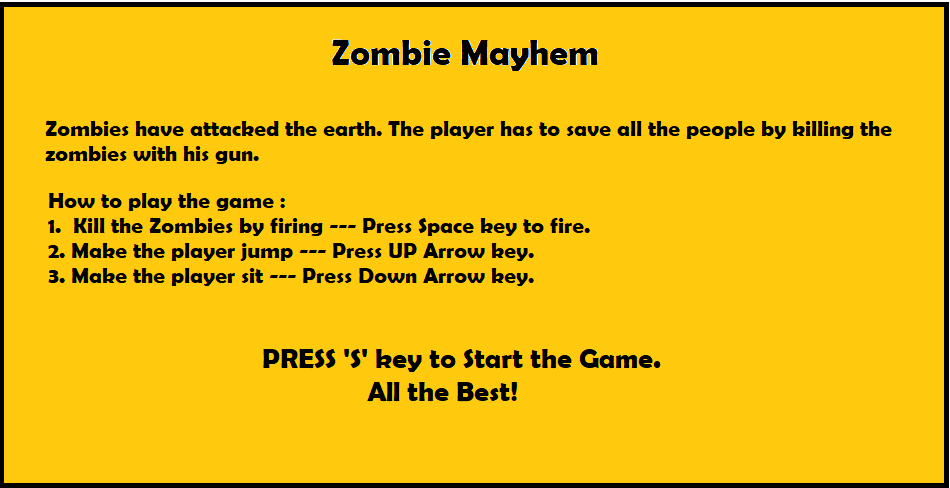 Zombie Mayhem
Zombies have attacked the earth. The player has to save all the people by killing the
zombies with his gun.
How to play the game :
1.  Kill the Zombies by firing --- Press Space key to fire.
2. Make the player jump --- Press UP Arrow key.
3. Make the player sit --- Press Down Arrow key.
PRESS 'S' key to Start the Game.
All the Best!